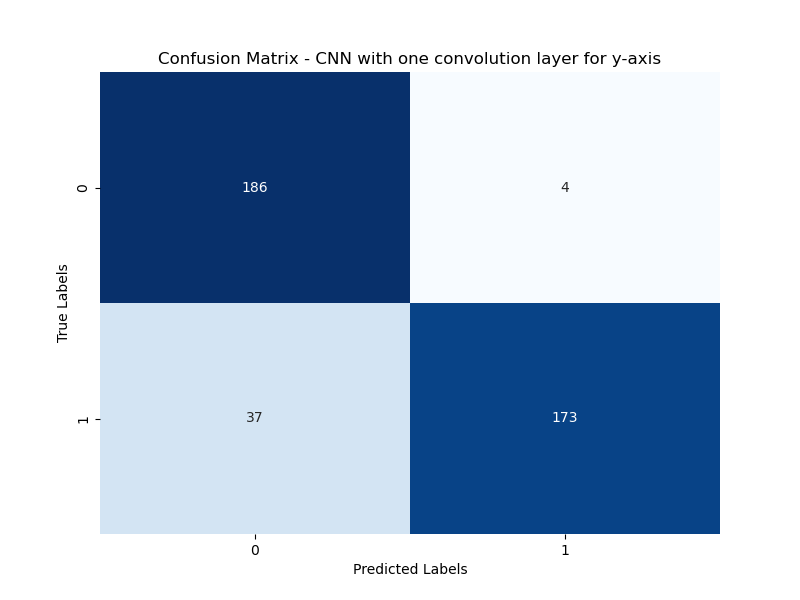 Confusion Matrix - CNN with one convolution layer for y-axis
True Labels
0
186
4
1
37
173
0
1
Predicted Labels